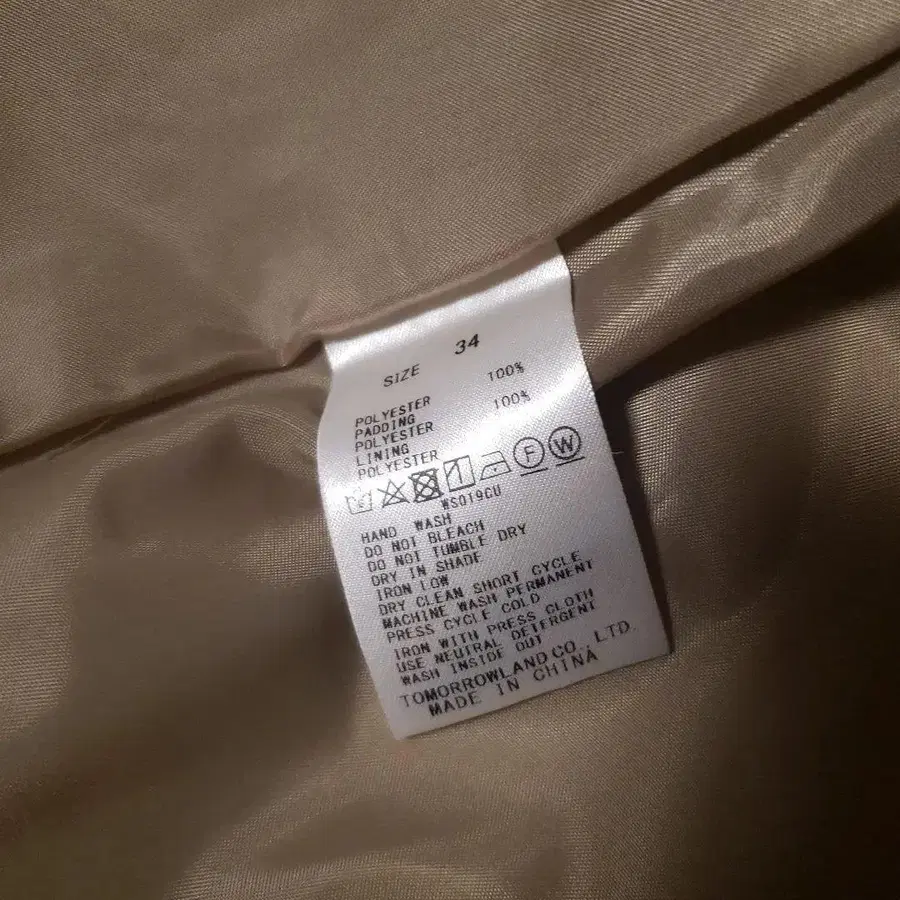 SIZE 34
POLYESTER 100%
PADDING
POLYESTER 100%
LINING
POLYESTER
F W
WS019CU
HAND WASH
DO NOT BLEACH
DO NOT TUMBLE DRY
DRY IN SHADE
IRON LOW
DRY CLEAN SHORT CYCLE
MACHINE WASH PERMANENT
PRESS CYCLE COLD
IRON WITH PRESS CLOTH
USE NEUTRAL DETERGENT
WASH INSIDE OUT
TOMORROWLAND CO., LTD.
MADE IN CHINA